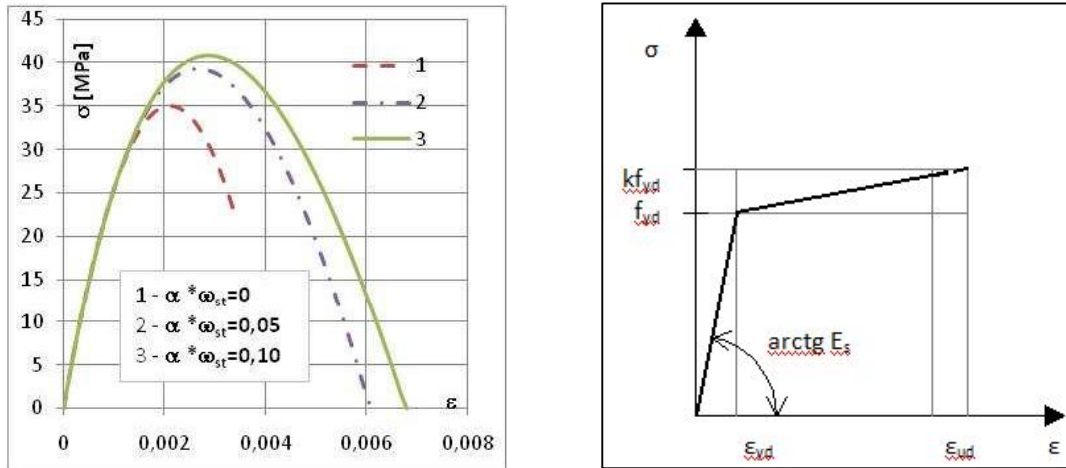 45
40
35
30
25
20
15
10
5
0
σ [MPa]
1
2
3
1 - α *ω_st=0
2 - α *ω_st=0,05
3 - α *ω_st=0,10
ε
0 0,002 0,004 0,006 0,008
σ
kf_yd
f_yd
arctg E_s
ε_yd ε_ud ε